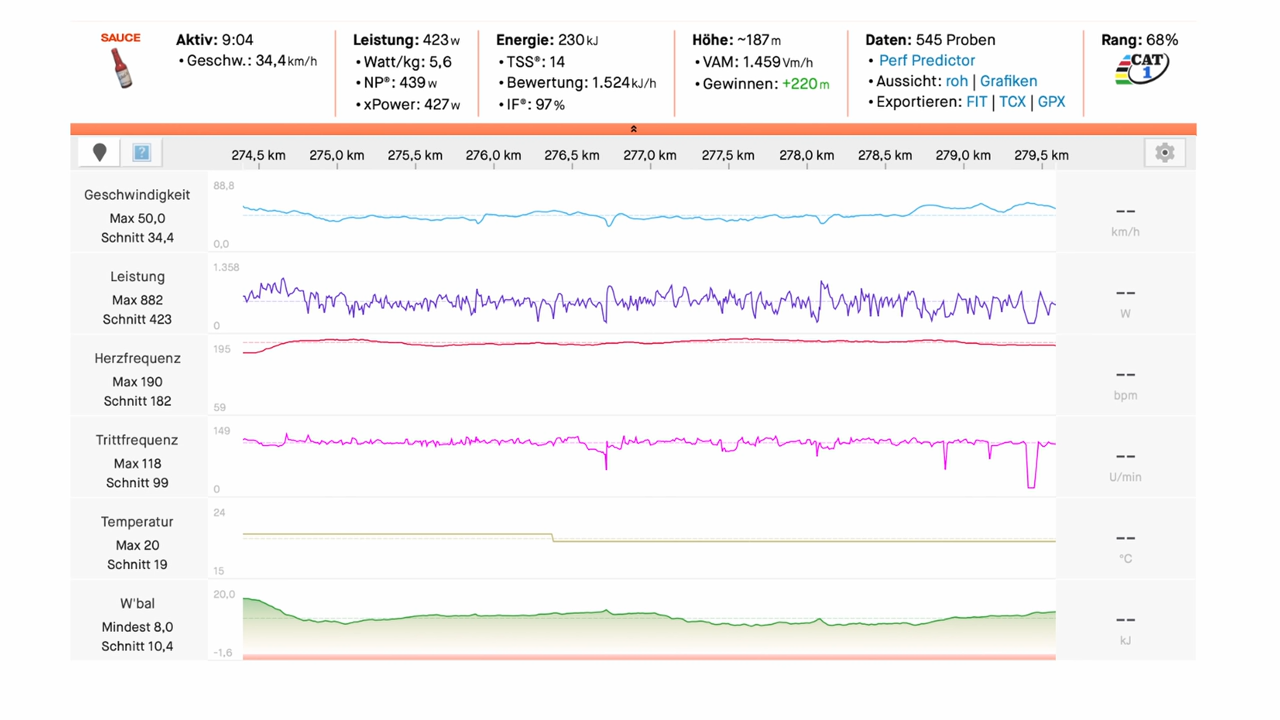 SAUCE
Aktiv: 9:04
• Geschw.: 34,4 km/h
Leistung: 423 w
• Watt/kg: 5,6
• NP®: 439 w
• xPower: 427 w
Energie: 230 kJ
• TSS®: 14
• Bewertung: 1.524 kJ/h
• IF®: 97 %
Höhe: ~187 m
• VAM: 1.459 Vm/h
• Gewinnen: +220 m
Daten: 545 Proben
• Perf Predictor
• Aussicht: roh | Grafiken
• Exportieren: FIT | TCX | GPX
Rang: 68%
CAT
1
?
274,5 km 275,0 km 275,5 km 276,0 km 276,5 km 277,0 km 277,5 km 278,0 km 278,5 km 279,0 km 279,5 km
Geschwindigkeit
Max 50,0
Schnitt 34,4
88,8
0,0
--
km/h
Leistung
Max 882
Schnitt 423
1.358
0
--
W
Herzfrequenz
Max 190
Schnitt 182
195
59
--
bpm
Trittfrequenz
Max 118
Schnitt 99
149
0
--
U/min
Temperatur
Max 20
Schnitt 19
24
15
--
°C
W'bal
Mindest 8,0
Schnitt 10,4
20,0
-1,6
--
kJ